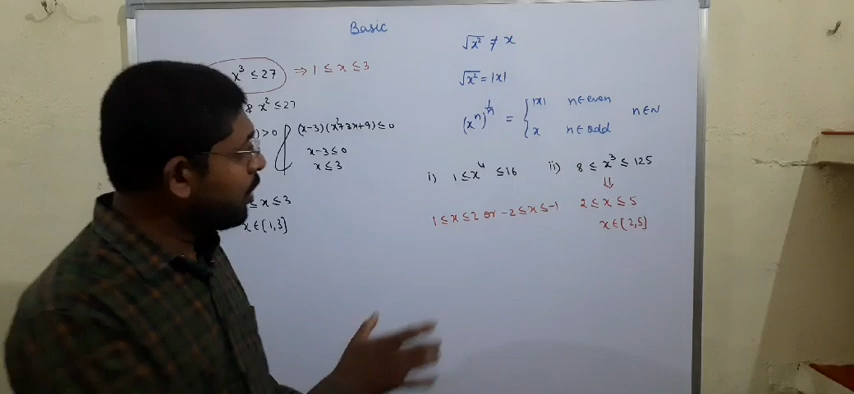 Basic
x³ ≤ 27 ⇒ 1 ≤ x ≤ 3
& x² ≤ 27
) > 0 (x-3)(x²+3x+9) ≤ 0
x-3 ≤ 0
x ≤ 3
≤ x ≤ 3
x ∈ [1,3]
√x² ≠ x
√x² = |x|
(xⁿ)^(1/n) = { |x| n ∈ even
x n ∈ odd
n ∈ N
i) 1 ≤ x⁴ ≤ 16 ii) 8 ≤ x³ ≤ 125
⇓
1 ≤ x ≤ 2 or -2 ≤ x ≤ -1 2 ≤ x ≤ 5
x ∈ [2,5]